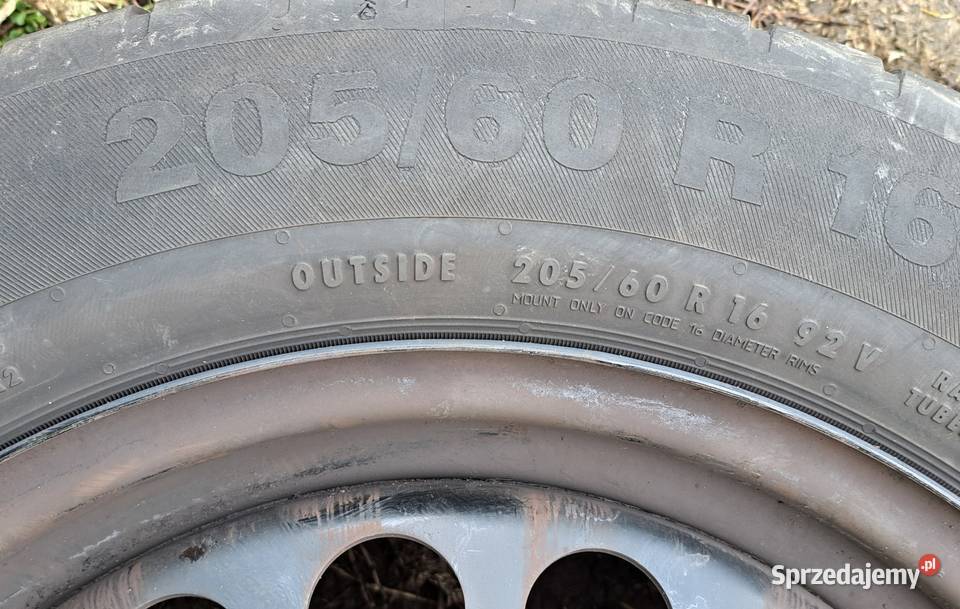 205/60 R 16
OUTSIDE 205/60 R 16 92 V
MOUNT ONLY ON CODE 16 DIAMETER RIMS
Sprzedajemy.pl